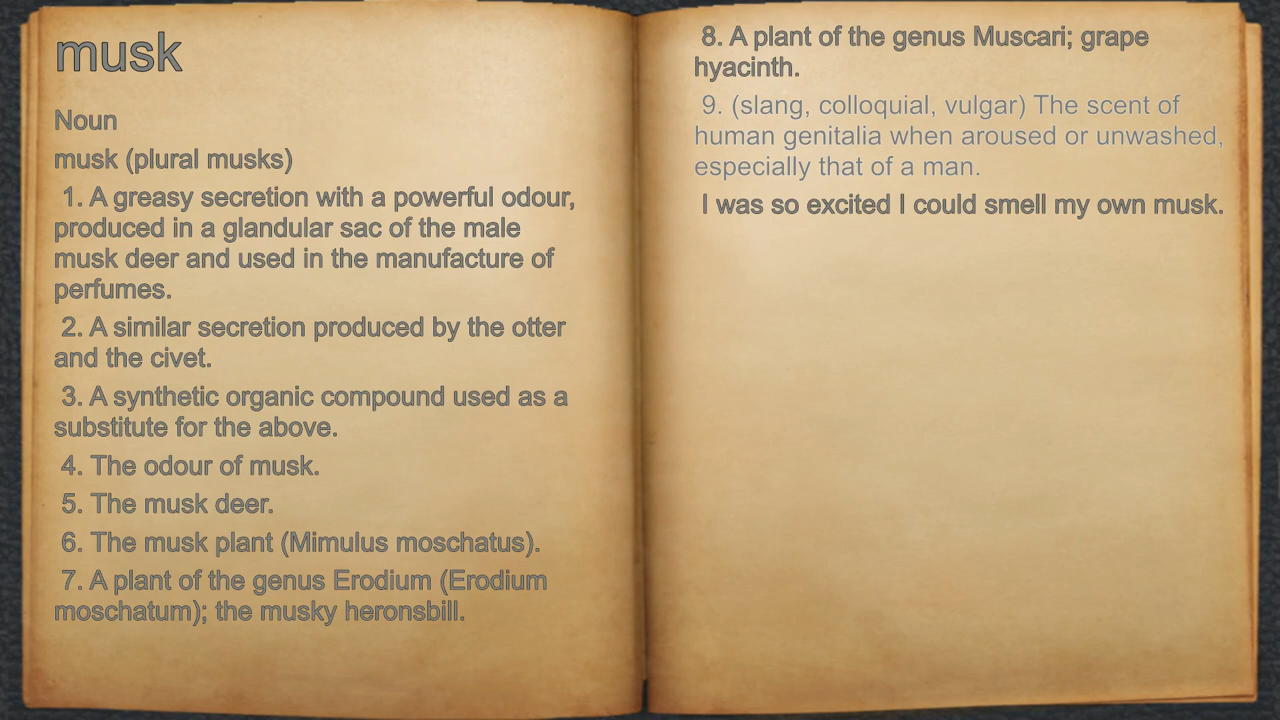 musk
Noun
musk (plural musks)
1. A greasy secretion with a powerful odour,
produced in a glandular sac of the male
musk deer and used in the manufacture of
perfumes.
2. A similar secretion produced by the otter
and the civet.
3. A synthetic organic compound used as a
substitute for the above.
4. The odour of musk.
5. The musk deer.
6. The musk plant (Mimulus moschatus).
7. A plant of the genus Erodium (Erodium
moschatum); the musky heronsbill.
8. A plant of the genus Muscari; grape
hyacinth.
9. (slang, colloquial, vulgar) The scent of
human genitalia when aroused or unwashed,
especially that of a man.
I was so excited I could smell my own musk.